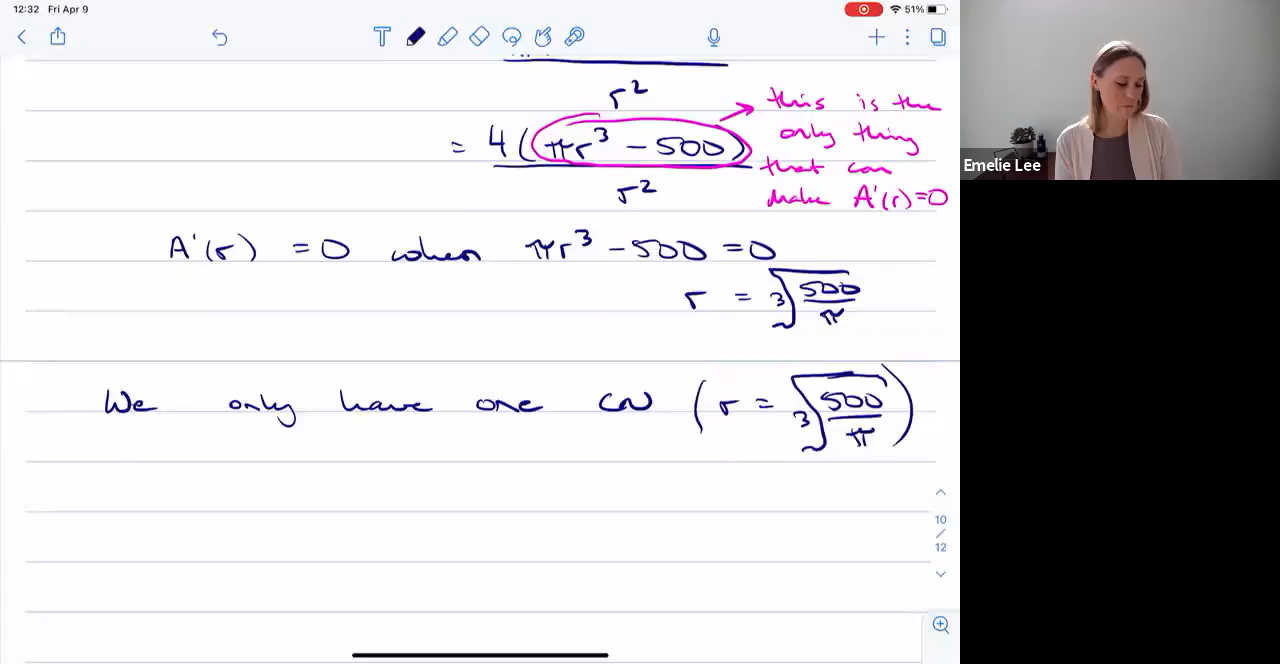 12:32 Fri Apr 9
51%
T
r²
= 4(πr³ − 500)
r²
this is the
only thing
that can
make A'(r)=0
Emelie Lee
A'(r) = 0 when πr³ − 500 = 0
r = ∛(500/π)
We only have one CN (r = ∛(500/π))
10
/
12